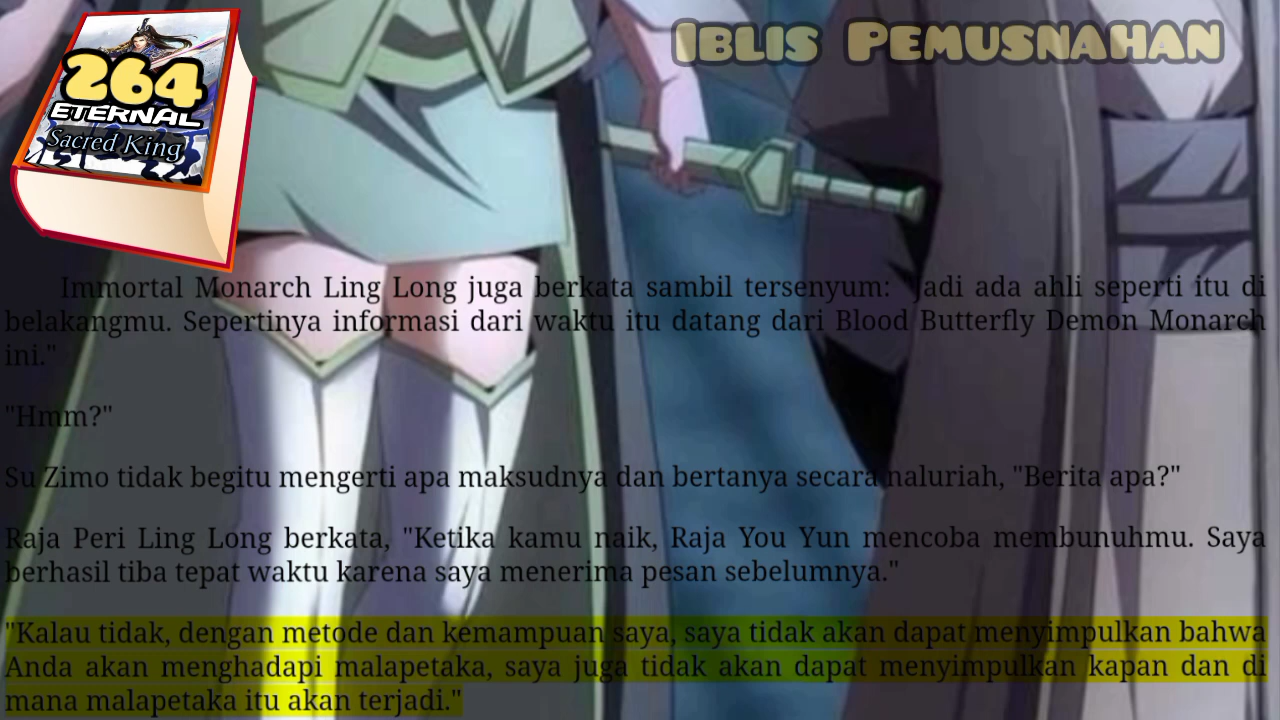 264
ETERNAL
Sacred King
Iblis Pemusnahan
Immortal Monarch Ling Long juga berkata sambil tersenyum: "Jadi ada ahli seperti itu di
belakangmu. Sepertinya informasi dari waktu itu datang dari Blood Butterfly Demon Monarch
ini."
"Hmm?"
Su Zimo tidak begitu mengerti apa maksudnya dan bertanya secara naluriah, "Berita apa?"
Raja Peri Ling Long berkata, "Ketika kamu naik, Raja You Yun mencoba membunuhmu. Saya
berhasil tiba tepat waktu karena saya menerima pesan sebelumnya."
"Kalau tidak, dengan metode dan kemampuan saya, saya tidak akan dapat menyimpulkan bahwa
Anda akan menghadapi malapetaka, saya juga tidak akan dapat menyimpulkan kapan dan di
mana malapetaka itu akan terjadi."